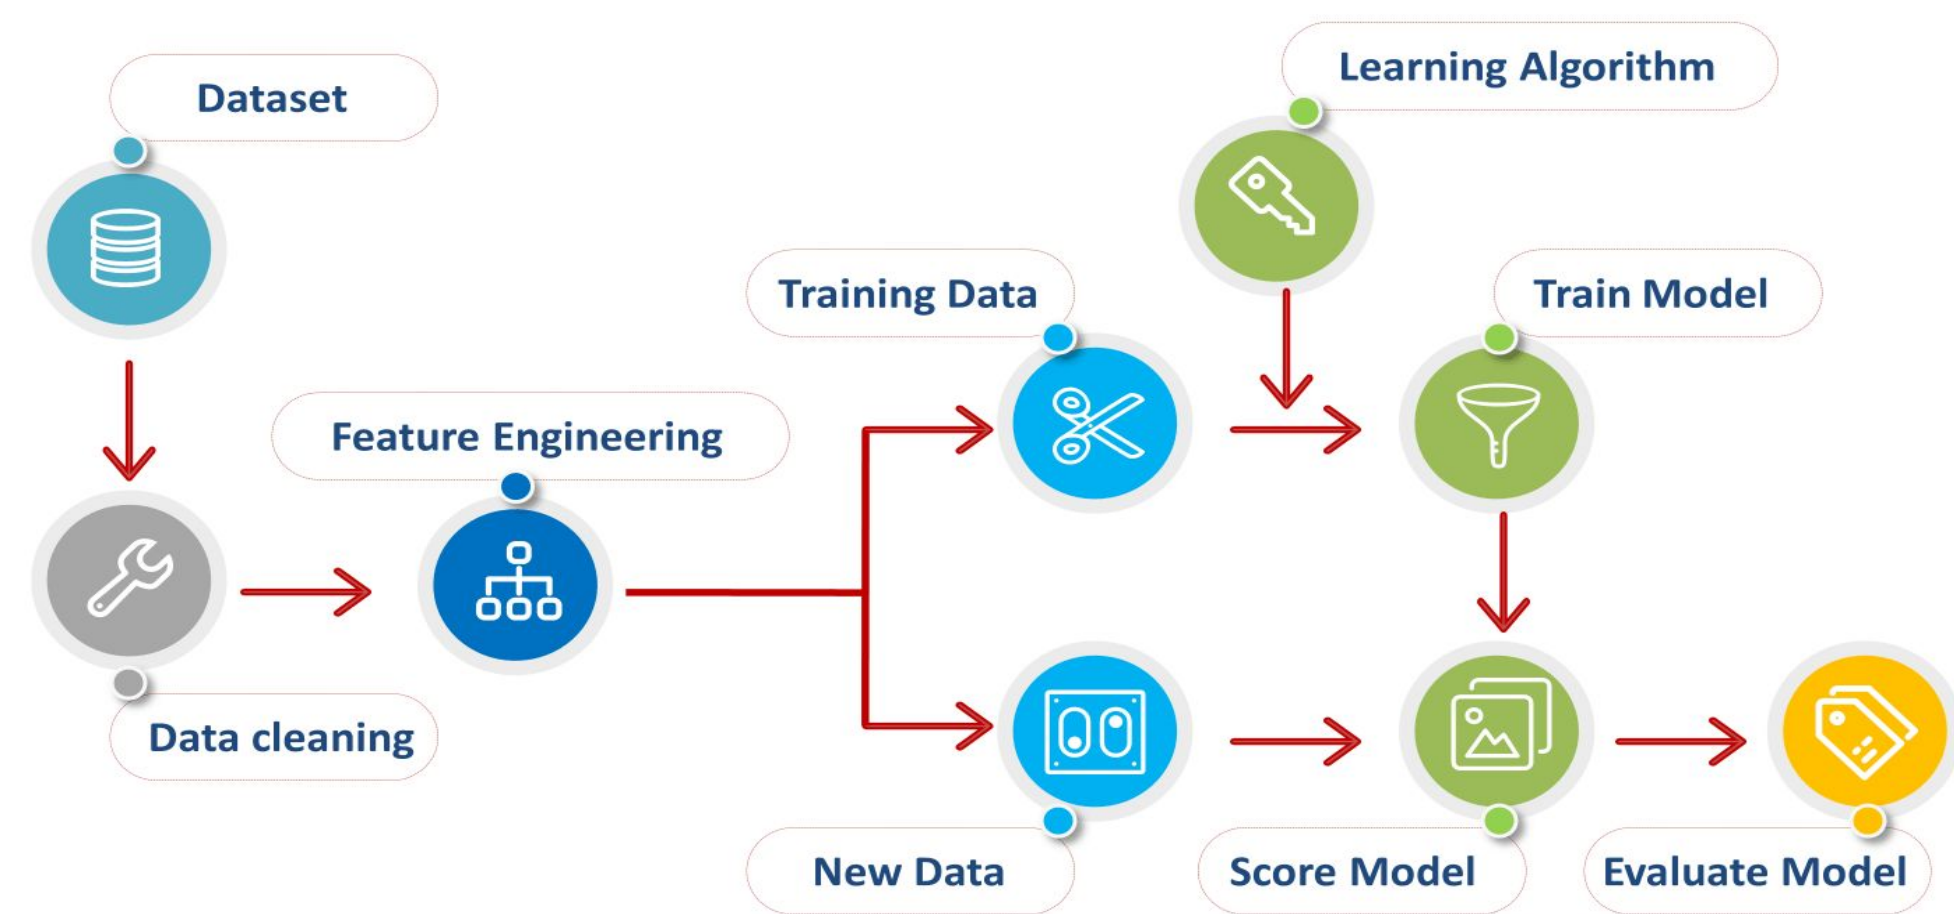 Dataset
Learning Algorithm
Training Data
Train Model
Feature Engineering
Data cleaning
New Data
Score Model
Evaluate Model